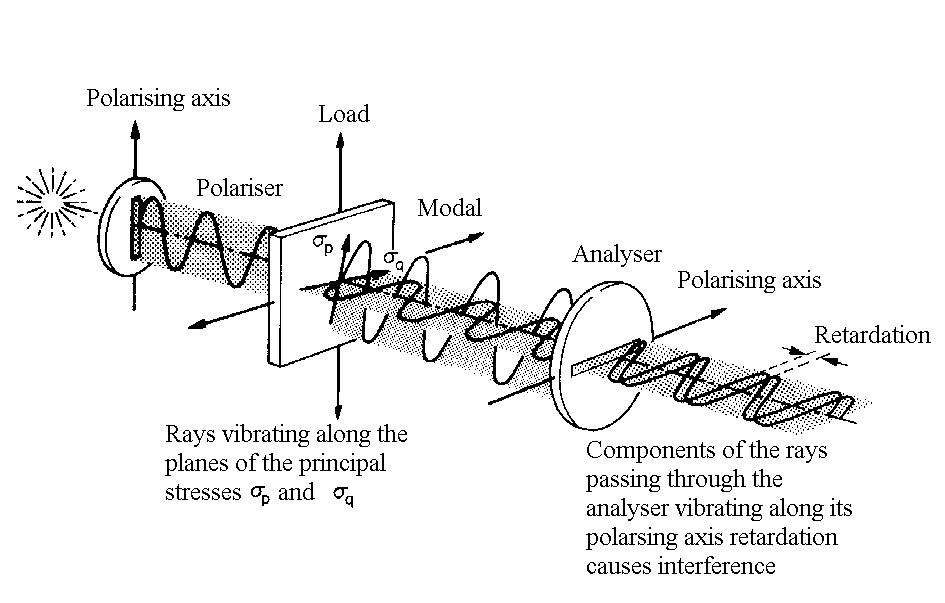 Polarising axis
Load
Polariser
Modal
σp
σq
Analyser
Polarising axis
Retardation
Rays vibrating along the
planes of the principal
stresses σp and σq
Components of the rays
passing through the
analyser vibrating along its
polarsing axis retardation
causes interference